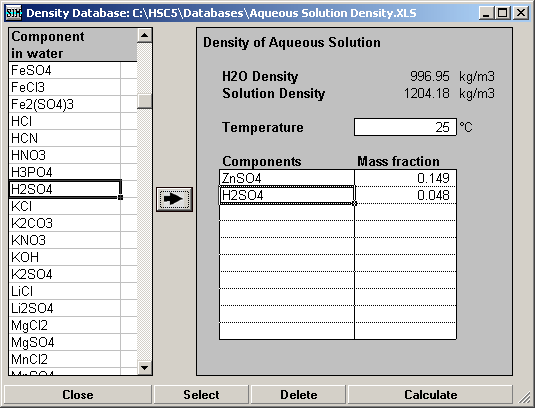 Density Database: C:\HSC5\Databases\Aqueous Solution Density.XLS
Component
in water
FeSO4
FeCl3
Fe2(SO4)3
HCl
HCN
HNO3
H3PO4
H2SO4
KCl
K2CO3
KNO3
KOH
K2SO4
LiCl
Li2SO4
MgCl2
MgSO4
MnCl2
Density of Aqueous Solution
H2O Density 996.95 kg/m3
Solution Density 1204.18 kg/m3
Temperature 25 °C
Components Mass fraction
ZnSO4 0.149
H2SO4 0.048
Close Select Delete Calculate